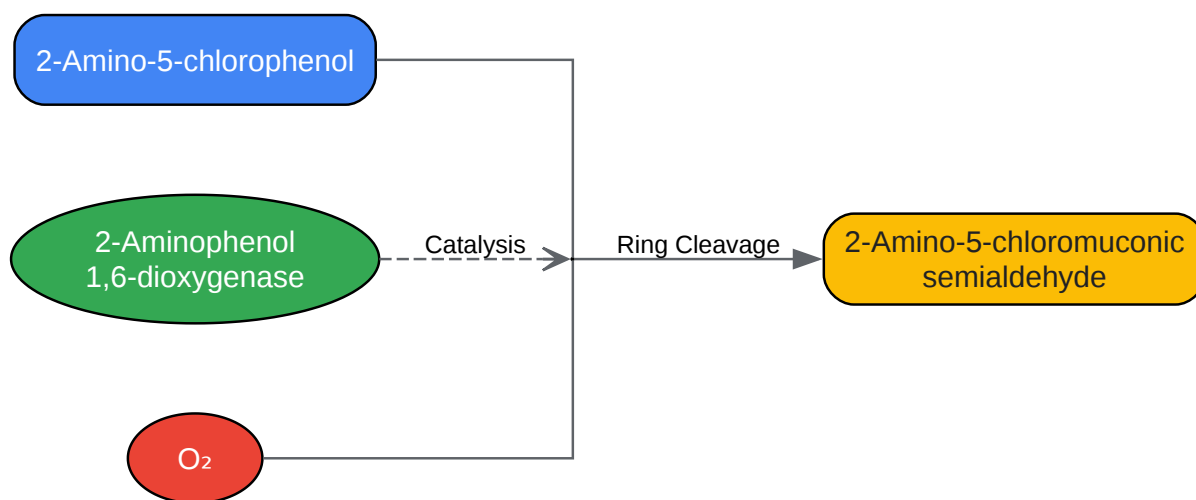 2-Amino-5-chlorophenol
2-Aminophenol
1,6-dioxygenase
Catalysis
Ring Cleavage
2-Amino-5-chloromuconic
semialdehyde
O₂